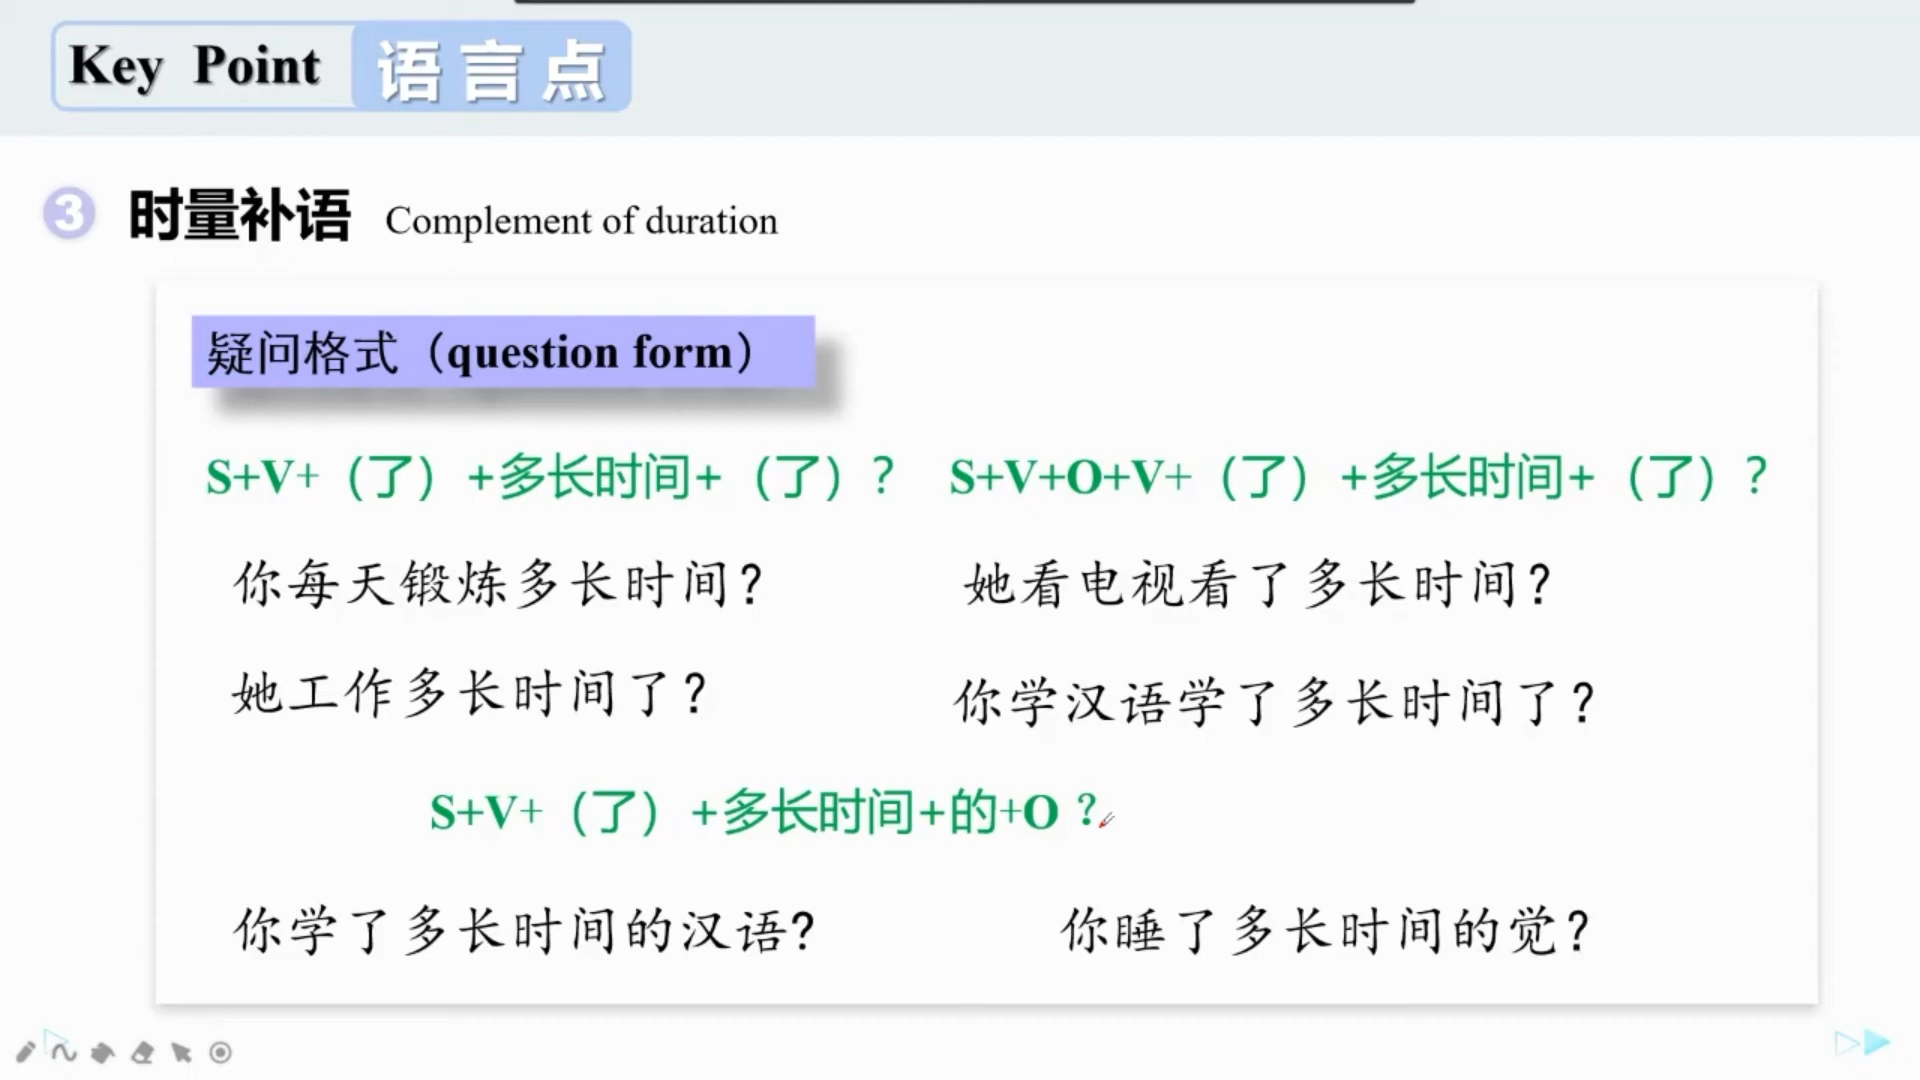 Key Point 语言点
3 时量补语 Complement of duration
疑问格式（question form）
S+V+（了）+多长时间+（了）？ S+V+O+V+（了）+多长时间+（了）？
你每天锻炼多长时间？ 她看电视看了多长时间？
她工作多长时间了？ 你学汉语学了多长时间了？
S+V+（了）+多长时间+的+O ？
你学了多长时间的汉语? 你睡了多长时间的觉？